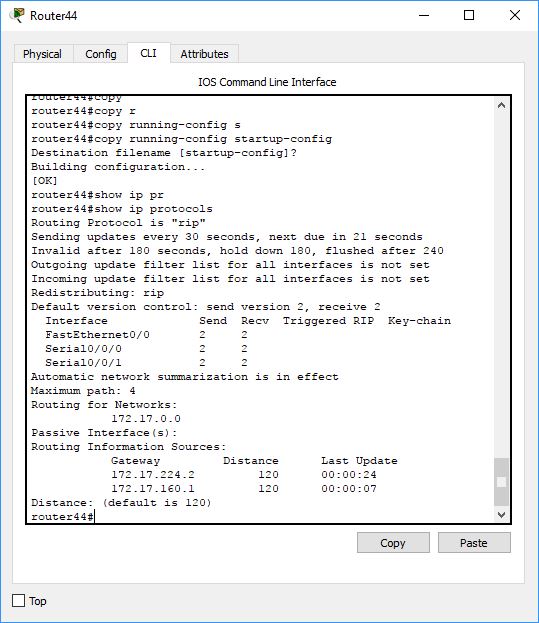 Router44
Physical Config CLI Attributes
IOS Command Line Interface
router44#copy
router44#copy r
router44#copy running-config s
router44#copy running-config startup-config
Destination filename [startup-config]?
Building configuration...
[OK]
router44#show ip pr
router44#show ip protocols
Routing Protocol is "rip"
Sending updates every 30 seconds, next due in 21 seconds
Invalid after 180 seconds, hold down 180, flushed after 240
Outgoing update filter list for all interfaces is not set
Incoming update filter list for all interfaces is not set
Redistributing: rip
Default version control: send version 2, receive 2
Interface Send Recv Triggered RIP Key-chain
FastEthernet0/0 2 2
Serial0/0/0 2 2
Serial0/0/1 2 2
Automatic network summarization is in effect
Maximum path: 4
Routing for Networks:
172.17.0.0
Passive Interface(s):
Routing Information Sources:
Gateway Distance Last Update
172.17.224.2 120 00:00:24
172.17.160.1 120 00:00:07
Distance: (default is 120)
router44#
Copy Paste
Top